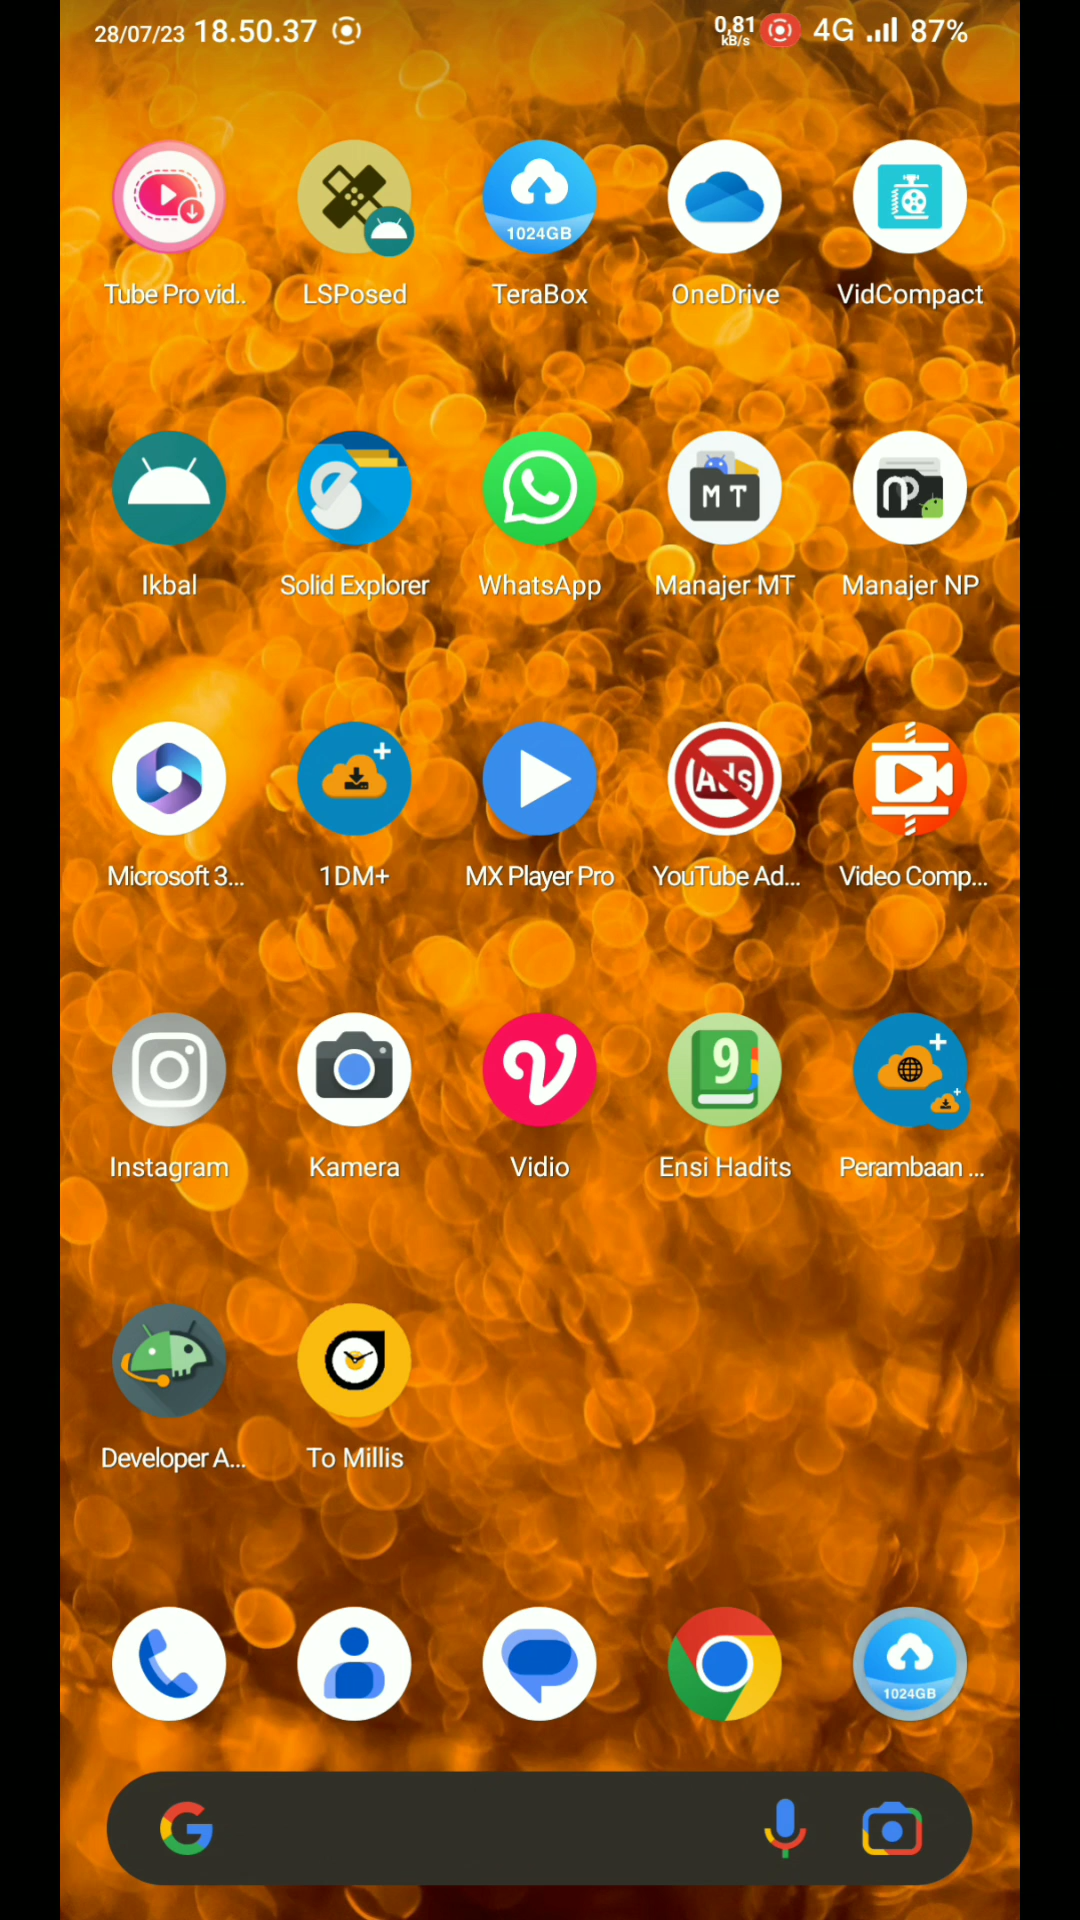 28/07/23 18.50.37 0,81 kB/s 4G 87%
1024GB
Tube Pro vid.. LSPosed TeraBox OneDrive VidCompact
MT np
Ikbal Solid Explorer WhatsApp Manajer MT Manajer NP
Ads
Microsoft 3... 1DM+ MX Player Pro YouTube Ad... Video Comp...
9
Instagram Kamera Vidio Ensi Hadits Perambaan ...
Developer A... To Millis
1024GB